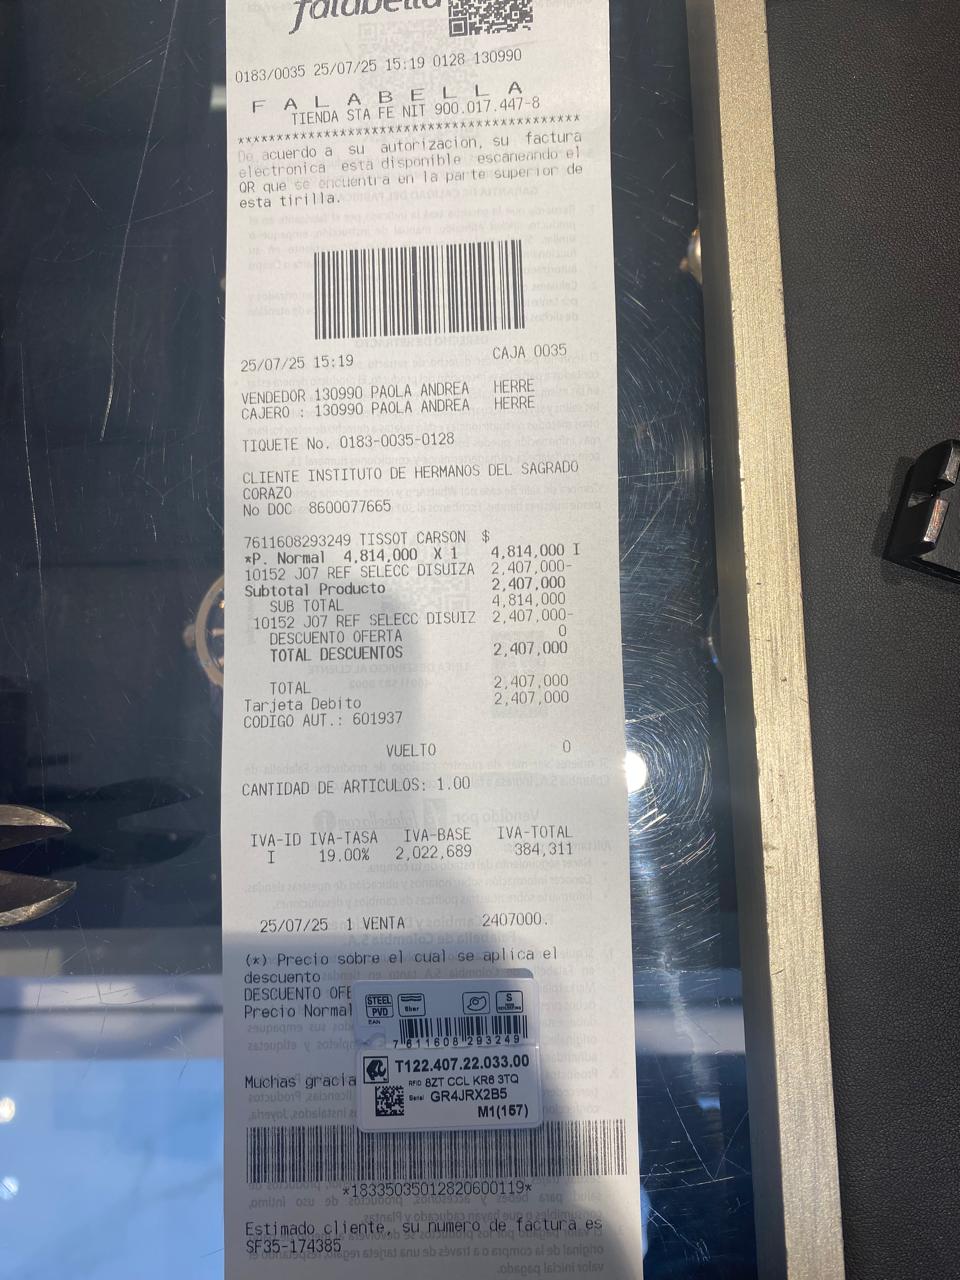 falabella
0183/0035 25/07/25 15:19 0128 130990
F A L A B E L L A
TIENDA STA FE NIT 900.017.447-8
*****************************************
De acuerdo a su autorizacion, su factura
electronica esta disponible escaneando el
QR que se encuentra en la parte superior de
esta tirilla.
25/07/25 15:19 CAJA 0035
VENDEDOR 130990 PAOLA ANDREA HERRE
CAJERO : 130990 PAOLA ANDREA HERRE
TIQUETE No. 0183-0035-0128
CLIENTE INSTITUTO DE HERMANOS DEL SAGRADO
CORAZO
No DOC 8600077665
7611608293249 TISSOT CARSON $
*P. Normal 4,814,000 X 1 4,814,000 I
10152 J07 REF SELECC DISUIZA 2,407,000-
Subtotal Producto 2,407,000
SUB TOTAL 4,814,000
10152 J07 REF SELECC DISUIZ 2,407,000-
DESCUENTO OFERTA 0
TOTAL DESCUENTOS 2,407,000
TOTAL 2,407,000
Tarjeta Debito 2,407,000
CODIGO AUT.: 601937
VUELTO 0
CANTIDAD DE ARTICULOS: 1.00
IVA-ID IVA-TASA IVA-BASE IVA-TOTAL
I 19.00% 2,022,689 384,311
25/07/25 1 VENTA 2407000.
(*) Precio sobre el cual se aplica el
descuento
DESCUENTO OFE
Precio Normal
STEEL
PVD
S
EAN
7 611608 293249
T122.407.22.033.00
RFID 8ZT CCL KR6 3TQ
Serial GR4JRX2B5
M1(157)
Muchas gracia
*18335035012820600119*
Estimado cliente, su numero de factura es
SF35-174385